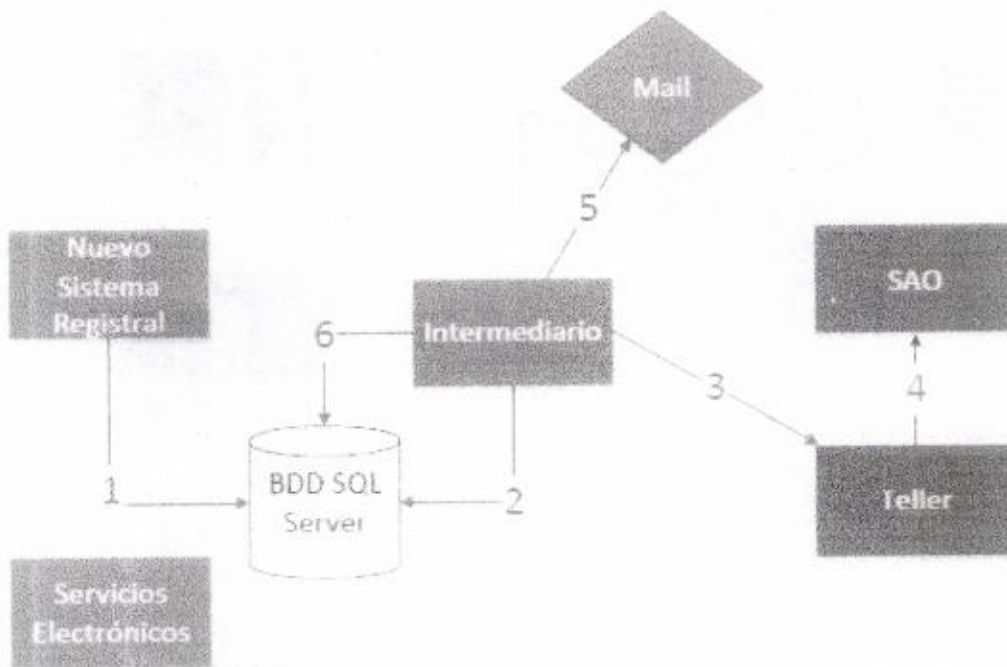 Mail
5
Nuevo
Sistema
Registral
SAO
Intermediario
6
3
4
BDD SQL
Server
1
2
Teller
Servicios
Electrónicos